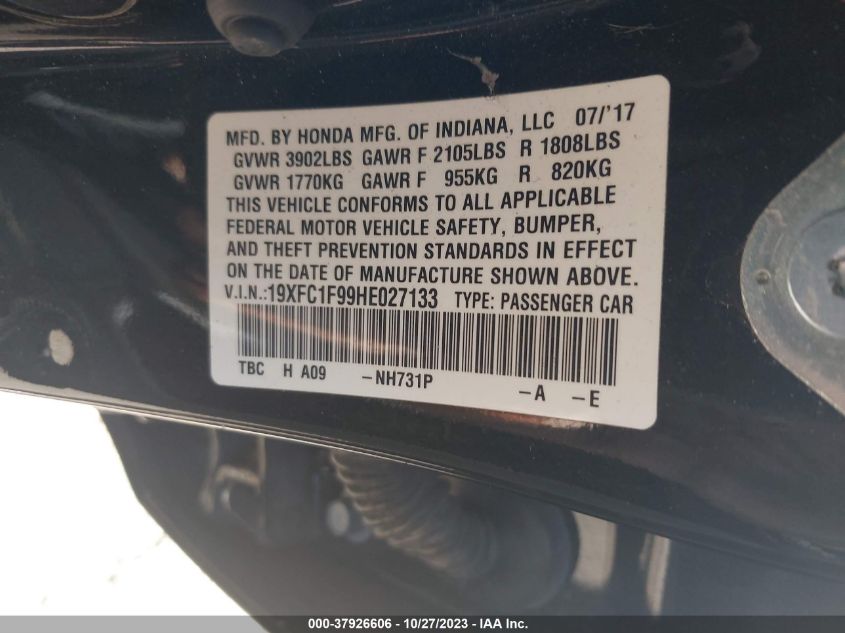 MFD. BY HONDA MFG. OF INDIANA, LLC 07/'17
GVWR 3902LBS GAWR F 2105LBS R 1808LBS
GVWR 1770KG GAWR F 955KG R 820KG
THIS VEHICLE CONFORMS TO ALL APPLICABLE
FEDERAL MOTOR VEHICLE SAFETY, BUMPER,
AND THEFT PREVENTION STANDARDS IN EFFECT
ON THE DATE OF MANUFACTURE SHOWN ABOVE.
V.I.N.:19XFC1F99HE027133 TYPE: PASSENGER CAR
TBC H A09 -NH731P -A -E
000-37926606 - 10/27/2023 - IAA Inc.